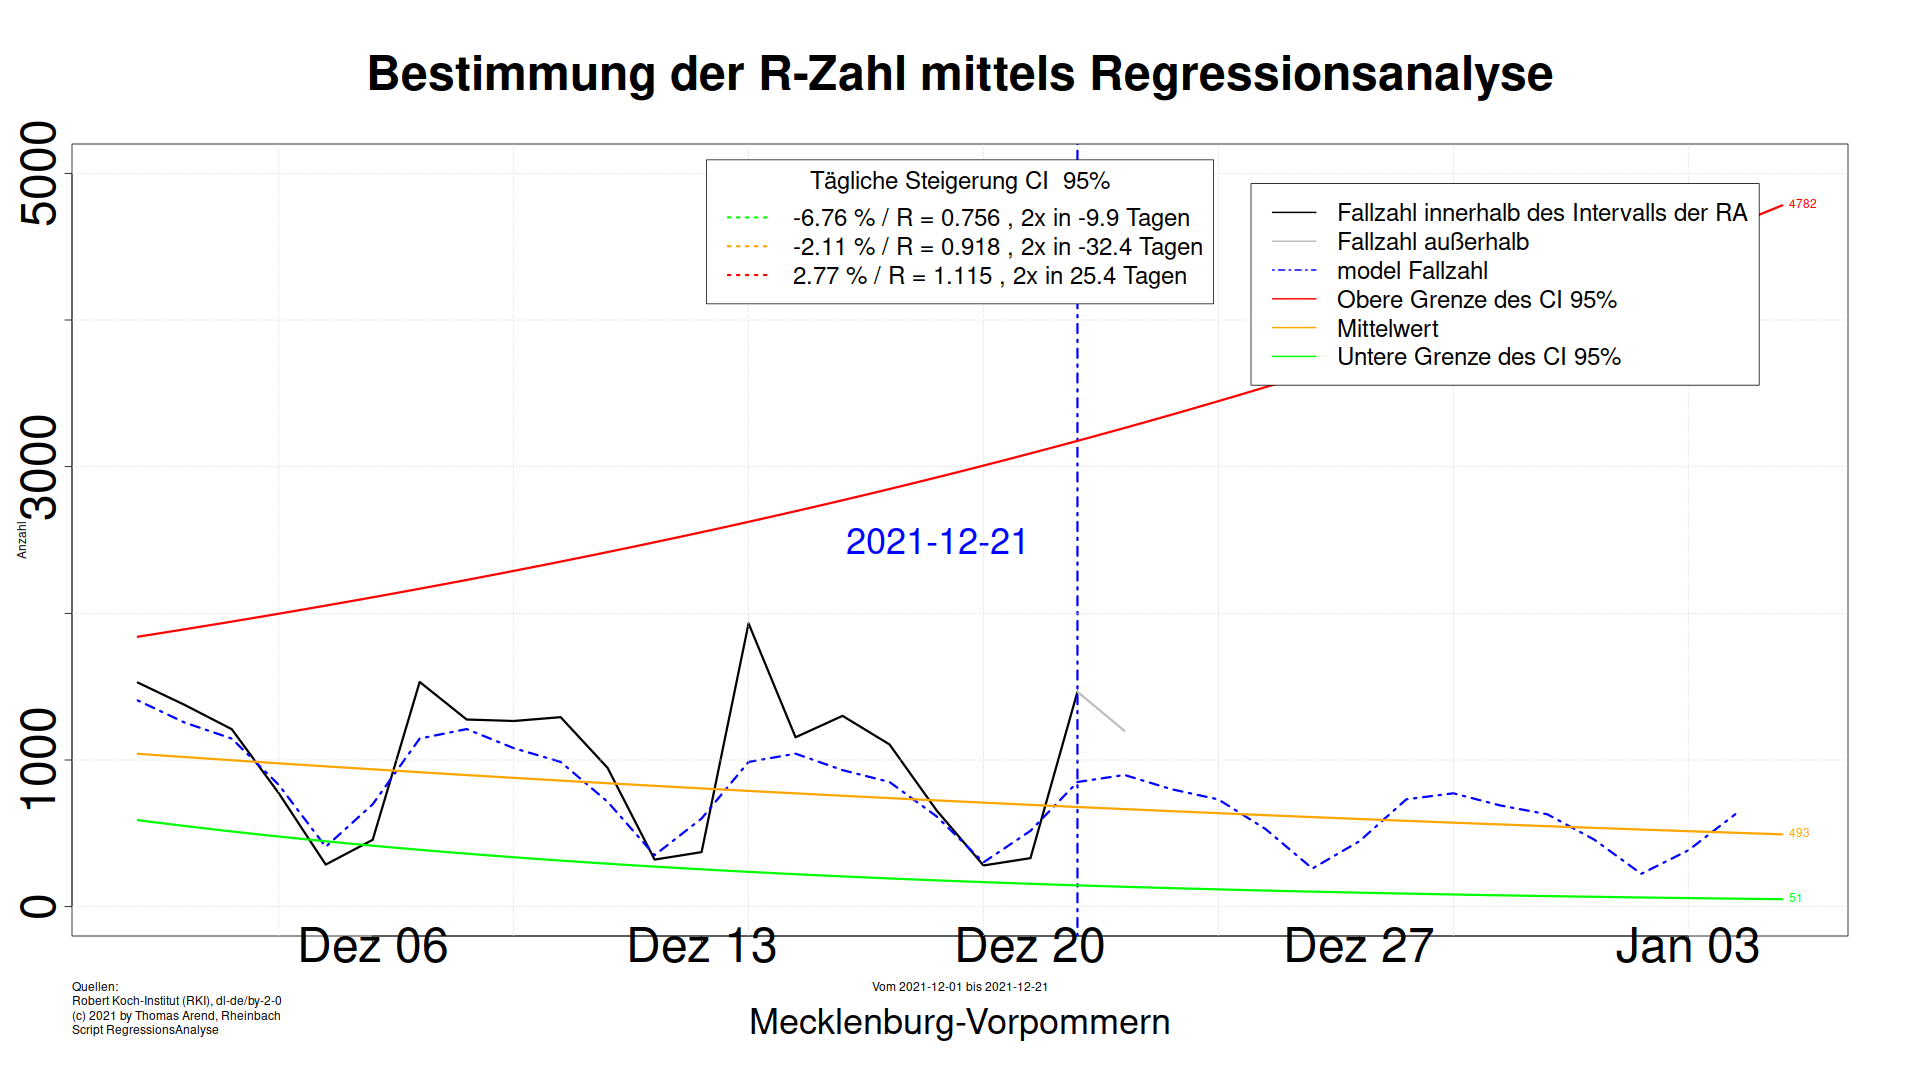 Bestimmung der R-Zahl mittels Regressionsanalyse
Tägliche Steigerung CI  95%
-6.76 % / R = 0.756 , 2x in -9.9 Tagen
-2.11 % / R = 0.918 , 2x in -32.4 Tagen
2.77 % / R = 1.115 , 2x in 25.4 Tagen
Fallzahl innerhalb des Intervalls der RA
Fallzahl außerhalb
model Fallzahl
Obere Grenze des CI 95%
Mittelwert
Untere Grenze des CI 95%
4782
493
51
2021-12-21
Anzahl
5000
3000
1000
0
Dez 06
Dez 13
Dez 20
Dez 27
Jan 03
Quellen:
Robert Koch-Institut (RKI), dl-de/by-2-0
(c) 2021 by Thomas Arend, Rheinbach
Script RegressionsAnalyse
Vom 2021-12-01 bis 2021-12-21
Mecklenburg-Vorpommern